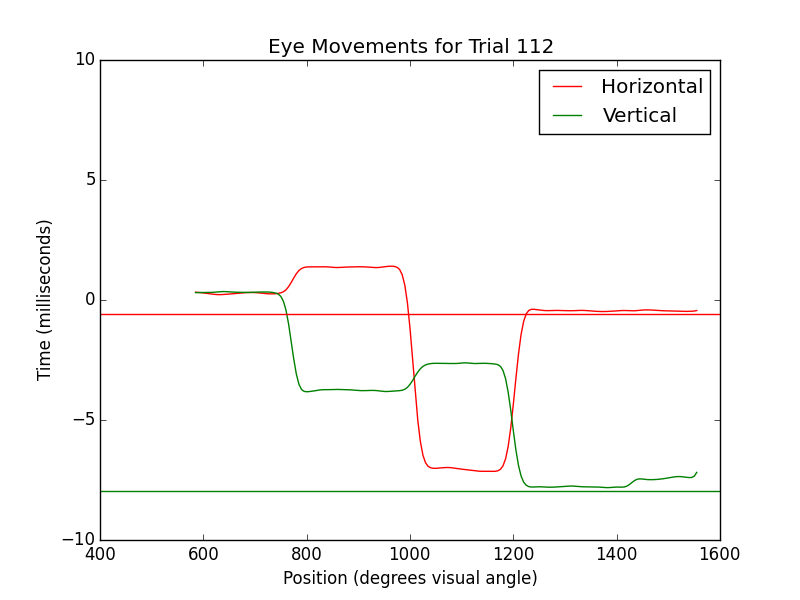 Eye Movements for Trial 112
10
5
0
−5
−10
Time (milliseconds)
Horizontal
Vertical
400 600 800 1000 1200 1400 1600
Position (degrees visual angle)